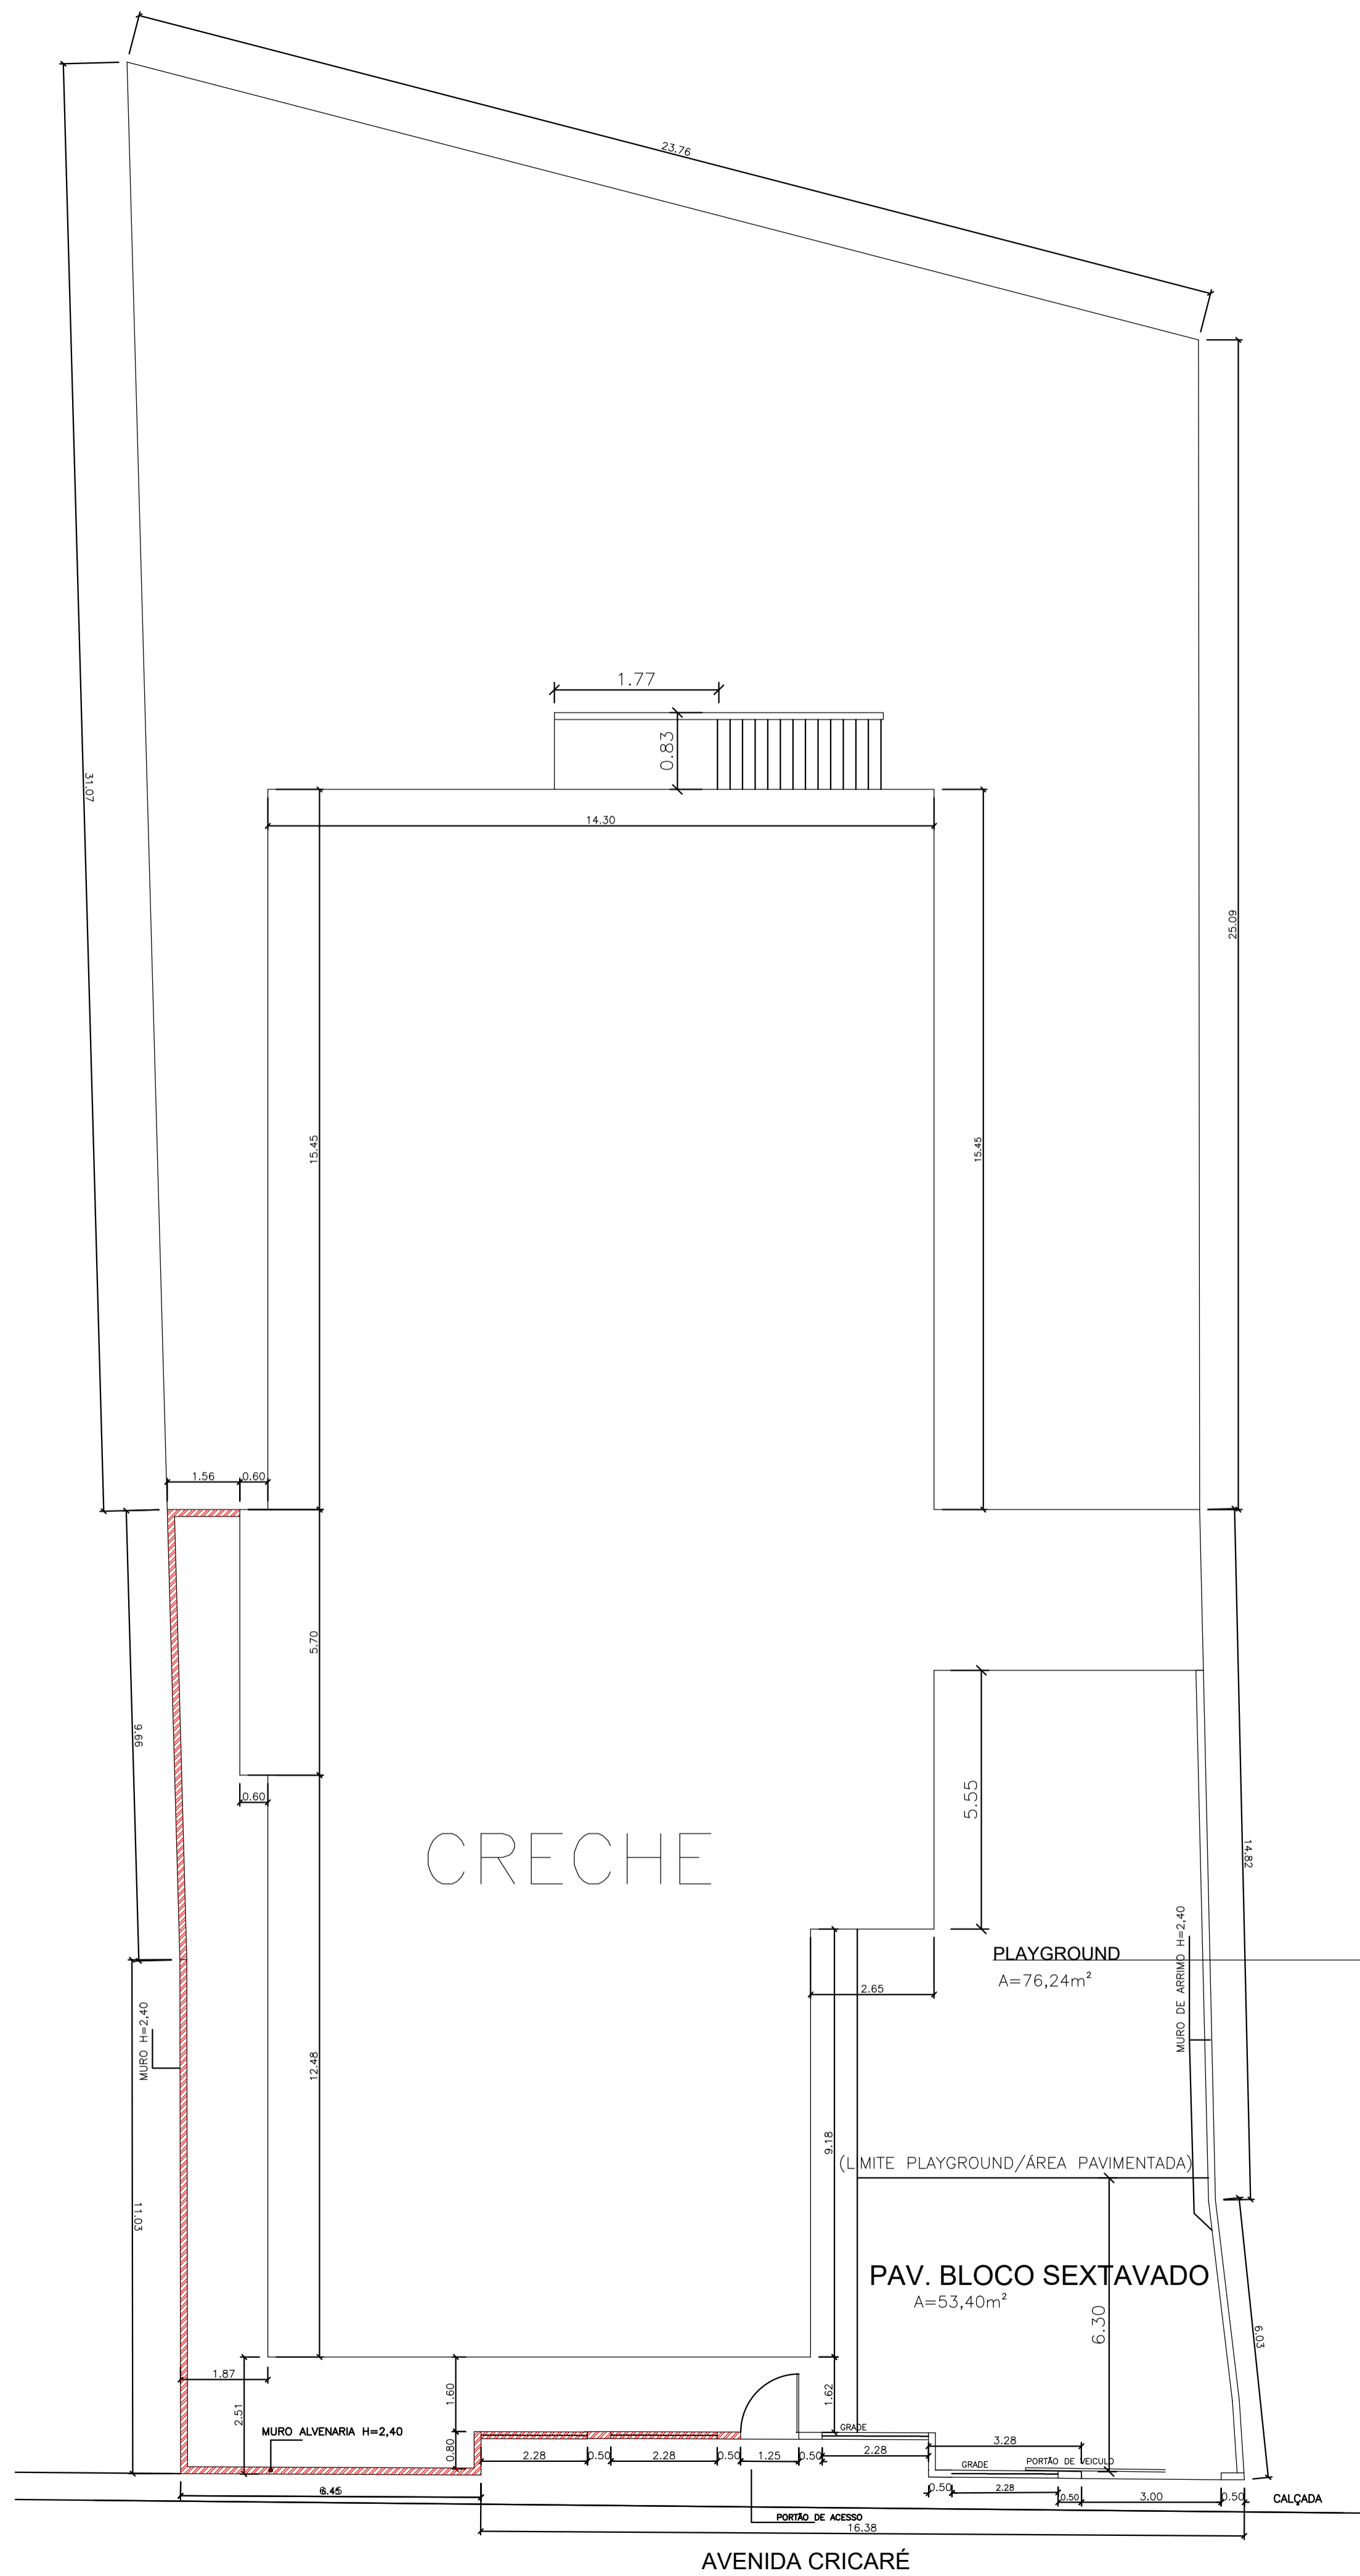 23.76
31.07
1.77
0.83
14.30
25.09
15.45
15.45
1.56
0.60
5.70
9.66
0.60
5.55
CRECHE
14.82
MURO DE ARRIMO H=2,40
PLAYGROUND
A=76,24m²
2.65
MURO H=2,40
12.48
9.18
(LIMITE PLAYGROUND/ÁREA PAVIMENTADA)
11.03
PAV. BLOCO SEXTAVADO
A=53,40m²
6.30
6.03
1.87
2.51
1.60
1.62
MURO ALVENARIA H=2,40
GRADE
0.80
2.28
0.50
2.28
0.50
1.25
0.50
2.28
3.28
GRADE
PORTÃO DE VEICULO
6.45
0.50
2.28
0.50
3.00
0.50
CALÇADA
PORTÃO DE ACESSO
16.38
AVENIDA CRICARÉ